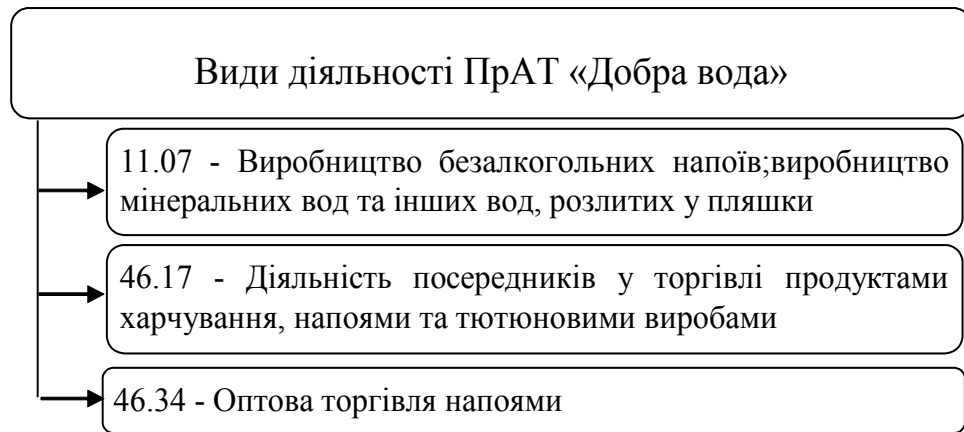 Види діяльності ПрАТ «Добра вода»
11.07 - Виробництво безалкогольних напоїв;виробництво
мінеральних вод та інших вод, розлитих у пляшки
46.17 - Діяльність посередників у торгівлі продуктами
харчування, напоями та тютюновими виробами
46.34 - Оптова торгівля напоями